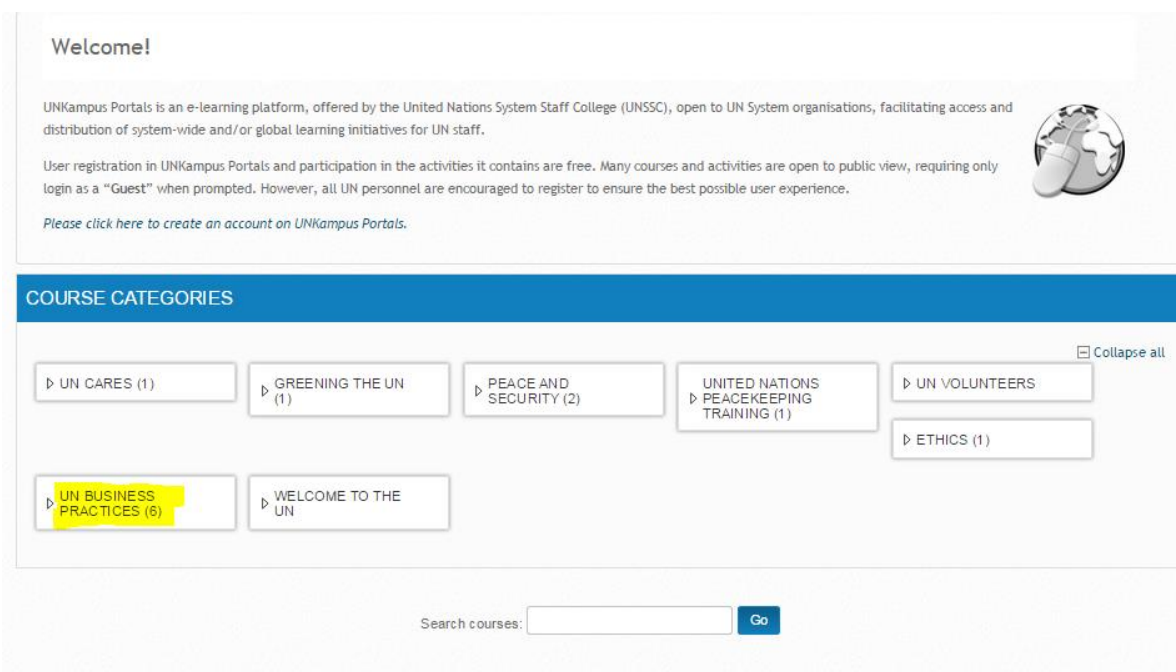 Welcome!
UNKampus Portals is an e-learning platform, offered by the United Nations System Staff College (UNSSC), open to UN System organisations, facilitating access and
distribution of system-wide and/or global learning initiatives for UN staff.
User registration in UNKampus Portals and participation in the activities it contains are free. Many courses and activities are open to public view, requiring only
login as a “Guest” when prompted. However, all UN personnel are encouraged to register to ensure the best possible user experience.
Please click here to create an account on UNKampus Portals.
COURSE CATEGORIES
Collapse all
UN CARES (1)
GREENING THE UN
(1)
PEACE AND
SECURITY (2)
UNITED NATIONS
PEACEKEEPING
TRAINING (1)
UN VOLUNTEERS
ETHICS (1)
UN BUSINESS
PRACTICES (6)
WELCOME TO THE
UN
Search courses:
Go